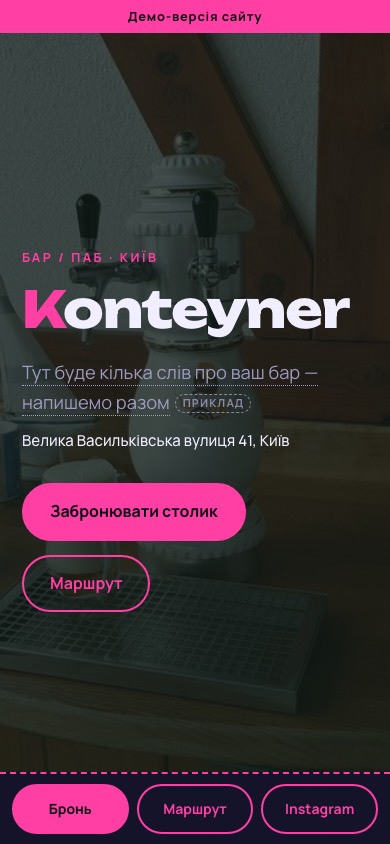 Демо-версія сайту
БАР / ПАБ · КИЇВ
Konteyner
Тут буде кілька слів про ваш бар —
напишемо разом ПРИКЛАД
Велика Васильківська вулиця 41, Київ
Забронювати столик
Маршрут
Бронь Маршрут Instagram